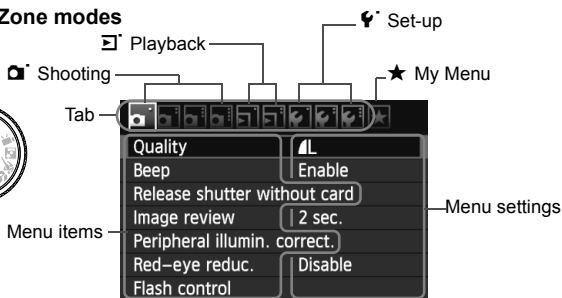 Zone modes
Set-up
Playback
Shooting
My Menu
Tab
Quality L
Beep Enable
Release shutter without card
Menu settings
Image review 2 sec.
Menu items
Peripheral illumin. correct.
Red-eye reduc. Disable
Flash control